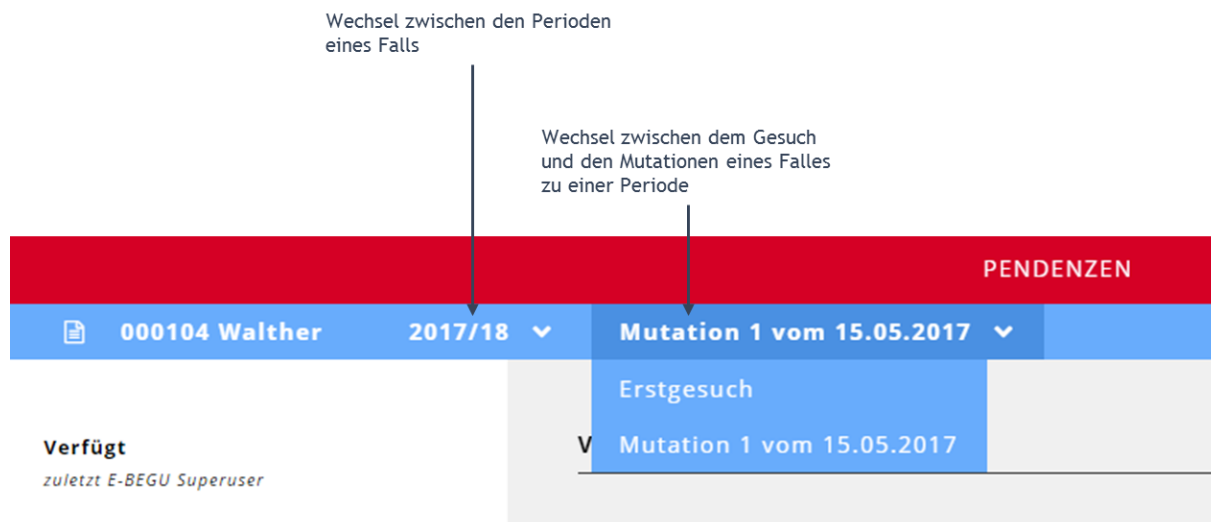 Wechsel zwischen den Perioden
eines Falls
Wechsel zwischen dem Gesuch
und den Mutationen eines Falles
zu einer Periode
PENDENZEN
000104 Walther 2017/18 Mutation 1 vom 15.05.2017
Erstgesuch
Verfügt V Mutation 1 vom 15.05.2017
zuletzt E-BEGU Superuser